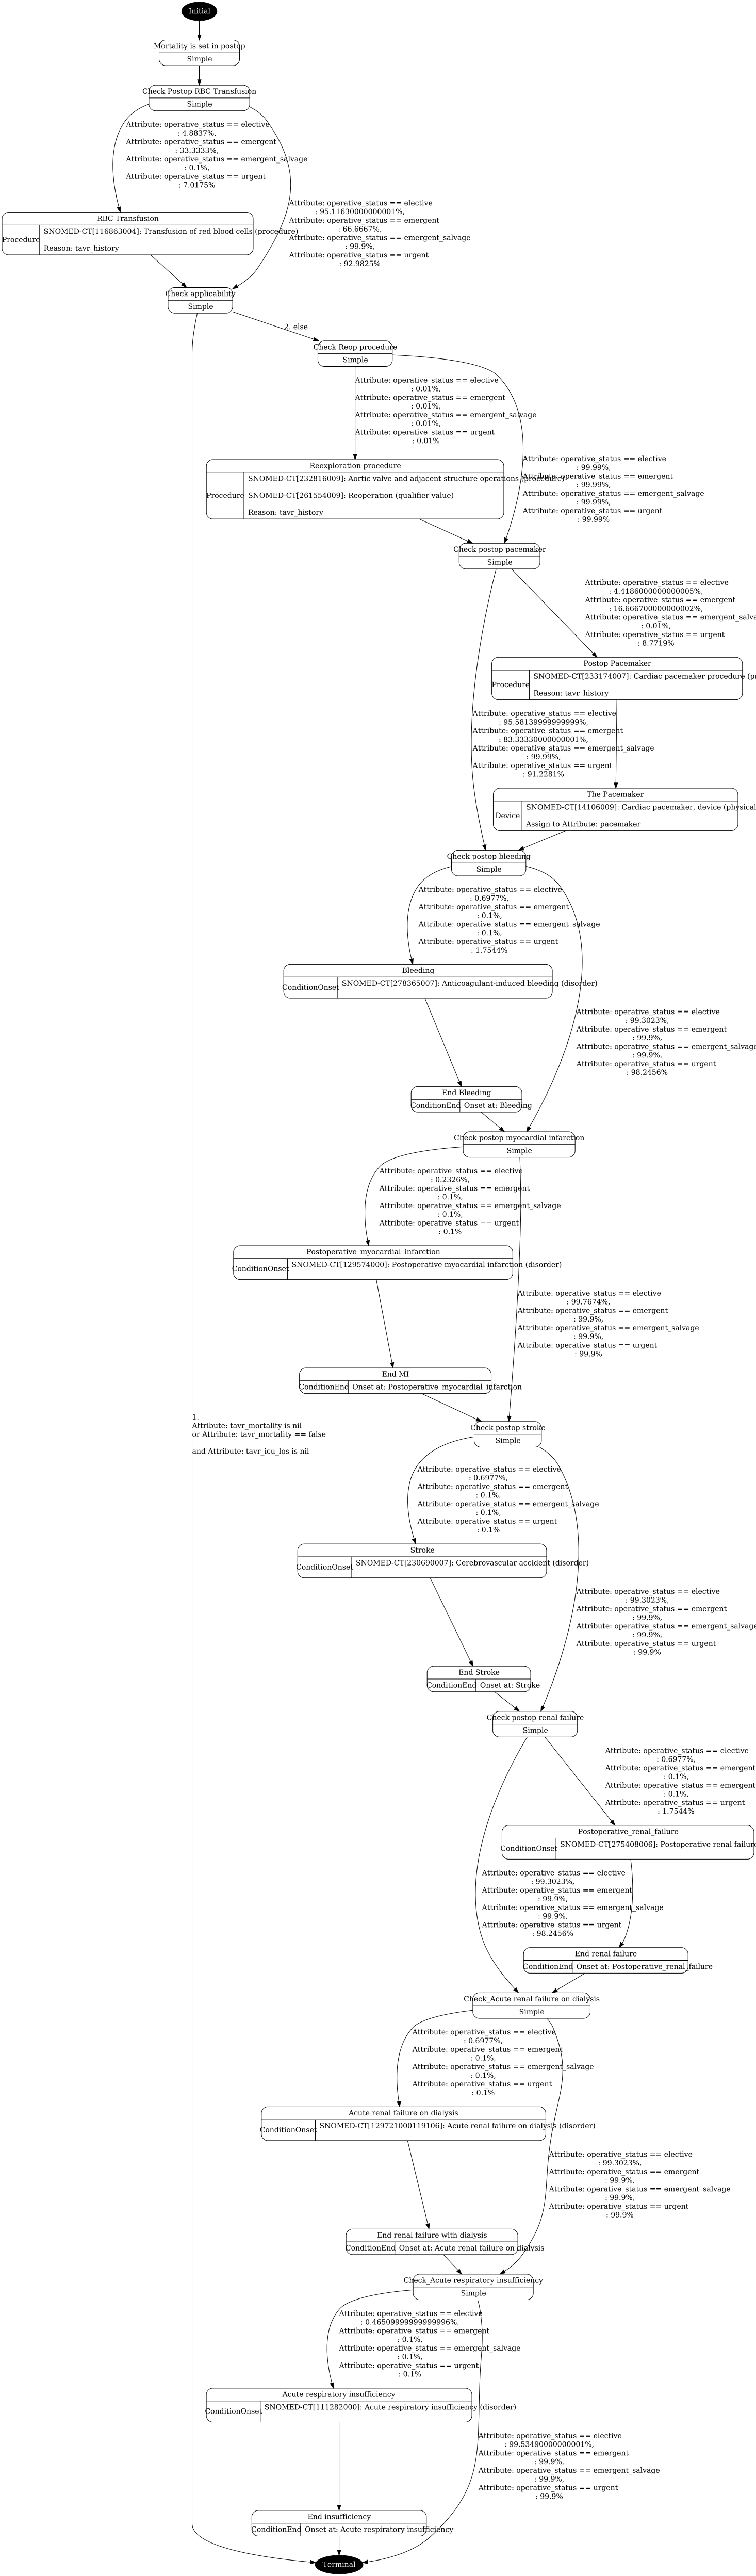 Initial
Mortality is set in postop
Simple
Check Postop RBC Transfusion
Simple
Attribute: operative_status == elective
: 4.8837%,
Attribute: operative_status == emergent
: 33.3333%,
Attribute: operative_status == emergent_salvage
: 0.1%,
Attribute: operative_status == urgent
: 7.0175%
Attribute: operative_status == elective
: 95.11630000000001%,
Attribute: operative_status == emergent
: 66.6667%,
Attribute: operative_status == emergent_salvage
: 99.9%,
Attribute: operative_status == urgent
: 92.9825%
RBC Transfusion
Procedure
SNOMED-CT[116863004]: Transfusion of red blood cells (procedure)
Reason: tavr_history
Check applicability
Simple
2. else
Check Reop procedure
Simple
Attribute: operative_status == elective
: 0.01%,
Attribute: operative_status == emergent
: 0.01%,
Attribute: operative_status == emergent_salvage
: 0.01%,
Attribute: operative_status == urgent
: 0.01%
Attribute: operative_status == elective
: 99.99%,
Attribute: operative_status == emergent
: 99.99%,
Attribute: operative_status == emergent_salvage
: 99.99%,
Attribute: operative_status == urgent
: 99.99%
Reexploration procedure
Procedure
SNOMED-CT[232816009]: Aortic valve and adjacent structure operations (procedure)
SNOMED-CT[261554009]: Reoperation (qualifier value)
Reason: tavr_history
Check postop pacemaker
Simple
Attribute: operative_status == elective
: 4.4186000000000005%,
Attribute: operative_status == emergent
: 16.666700000000002%,
Attribute: operative_status == emergent_salva
: 0.01%,
Attribute: operative_status == urgent
: 8.7719%
Postop Pacemaker
Procedure
SNOMED-CT[233174007]: Cardiac pacemaker procedure (p
Reason: tavr_history
Attribute: operative_status == elective
: 95.58139999999999%,
Attribute: operative_status == emergent
: 83.33330000000001%,
Attribute: operative_status == emergent_salvage
: 99.99%,
Attribute: operative_status == urgent
: 91.2281%
The Pacemaker
Device
SNOMED-CT[14106009]: Cardiac pacemaker, device (physical
Assign to Attribute: pacemaker
Check postop bleeding
Simple
Attribute: operative_status == elective
: 0.6977%,
Attribute: operative_status == emergent
: 0.1%,
Attribute: operative_status == emergent_salvage
: 0.1%,
Attribute: operative_status == urgent
: 1.7544%
Bleeding
ConditionOnset
SNOMED-CT[278365007]: Anticoagulant-induced bleeding (disorder)
Attribute: operative_status == elective
: 99.3023%,
Attribute: operative_status == emergent
: 99.9%,
Attribute: operative_status == emergent_salvage
: 99.9%,
Attribute: operative_status == urgent
: 98.2456%
End Bleeding
ConditionEnd
Onset at: Bleeding
Check postop myocardial infarction
Simple
Attribute: operative_status == elective
: 0.2326%,
Attribute: operative_status == emergent
: 0.1%,
Attribute: operative_status == emergent_salvage
: 0.1%,
Attribute: operative_status == urgent
: 0.1%
Postoperative_myocardial_infarction
ConditionOnset
SNOMED-CT[129574000]: Postoperative myocardial infarction (disorder)
Attribute: operative_status == elective
: 99.7674%,
Attribute: operative_status == emergent
: 99.9%,
Attribute: operative_status == emergent_salvage
: 99.9%,
Attribute: operative_status == urgent
: 99.9%
End MI
ConditionEnd
Onset at: Postoperative_myocardial_infarction
1.
Attribute: tavr_mortality is nil
or Attribute: tavr_mortality == false
and Attribute: tavr_icu_los is nil
Check postop stroke
Simple
Attribute: operative_status == elective
: 0.6977%,
Attribute: operative_status == emergent
: 0.1%,
Attribute: operative_status == emergent_salvage
: 0.1%,
Attribute: operative_status == urgent
: 0.1%
Stroke
ConditionOnset
SNOMED-CT[230690007]: Cerebrovascular accident (disorder)
Attribute: operative_status == elective
: 99.3023%,
Attribute: operative_status == emergent
: 99.9%,
Attribute: operative_status == emergent_salvage
: 99.9%,
Attribute: operative_status == urgent
: 99.9%
End Stroke
ConditionEnd
Onset at: Stroke
Check postop renal failure
Simple
Attribute: operative_status == elective
: 0.6977%,
Attribute: operative_status == emergent
: 0.1%,
Attribute: operative_status == emergent
: 0.1%,
Attribute: operative_status == urgent
: 1.7544%
Postoperative_renal_failure
ConditionOnset
SNOMED-CT[275408006]: Postoperative renal failure
Attribute: operative_status == elective
: 99.3023%,
Attribute: operative_status == emergent
: 99.9%,
Attribute: operative_status == emergent_salvage
: 99.9%,
Attribute: operative_status == urgent
: 98.2456%
End renal failure
ConditionEnd
Onset at: Postoperative_renal_failure
Check_Acute renal failure on dialysis
Simple
Attribute: operative_status == elective
: 0.6977%,
Attribute: operative_status == emergent
: 0.1%,
Attribute: operative_status == emergent_salvage
: 0.1%,
Attribute: operative_status == urgent
: 0.1%
Acute renal failure on dialysis
ConditionOnset
SNOMED-CT[129721000119106]: Acute renal failure on dialysis (disorder)
Attribute: operative_status == elective
: 99.3023%,
Attribute: operative_status == emergent
: 99.9%,
Attribute: operative_status == emergent_salvage
: 99.9%,
Attribute: operative_status == urgent
: 99.9%
End renal failure with dialysis
ConditionEnd
Onset at: Acute renal failure on dialysis
Check_Acute respiratory insufficiency
Simple
Attribute: operative_status == elective
: 0.46509999999999996%,
Attribute: operative_status == emergent
: 0.1%,
Attribute: operative_status == emergent_salvage
: 0.1%,
Attribute: operative_status == urgent
: 0.1%
Acute respiratory insufficiency
ConditionOnset
SNOMED-CT[111282000]: Acute respiratory insufficiency (disorder)
Attribute: operative_status == elective
: 99.53490000000001%,
Attribute: operative_status == emergent
: 99.9%,
Attribute: operative_status == emergent_salvage
: 99.9%,
Attribute: operative_status == urgent
: 99.9%
End insufficiency
ConditionEnd
Onset at: Acute respiratory insufficiency
Terminal